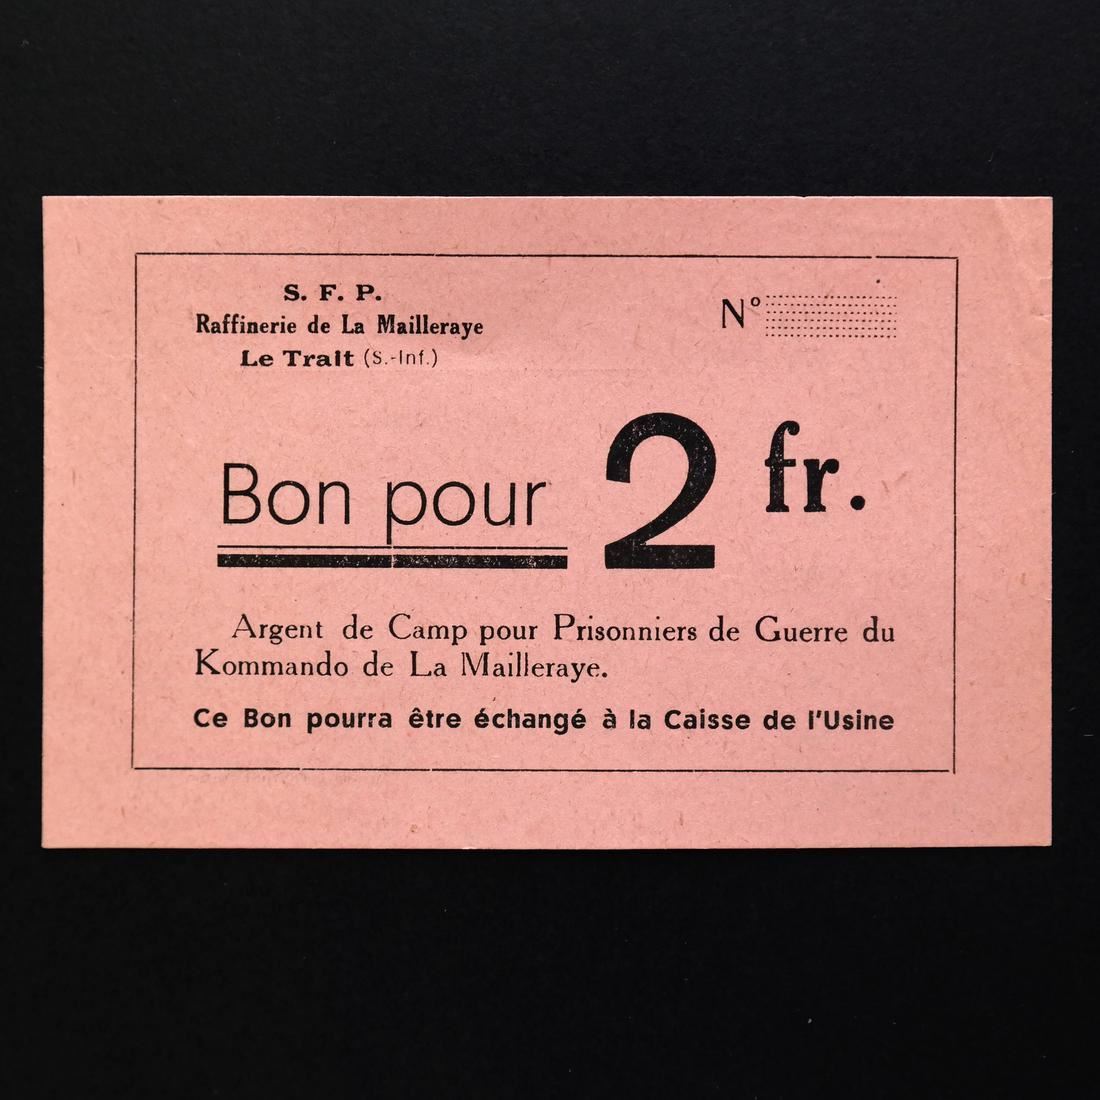 S. F. P.
Raffinerie de La Mailleraye
Le Trait (S.-Inf.)
N°
Bon pour 2 fr.
Argent de Camp pour Prisonniers de Guerre du
Kommando de La Mailleraye.
Ce Bon pourra être échangé à la Caisse de l'Usine